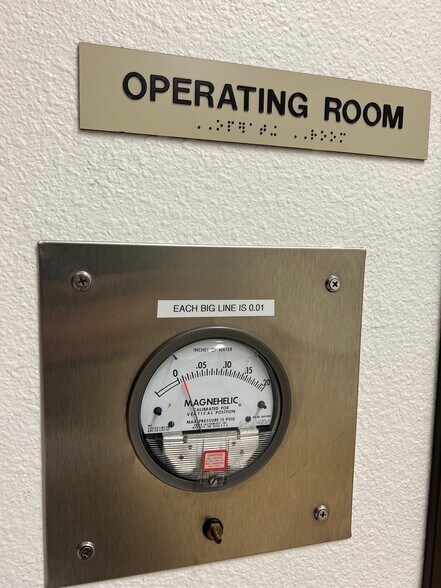 OPERATING ROOM
⠠⠠⠕⠏⠻⠁⠞⠬ ⠠⠠⠗⠕⠕⠍
EACH BIG LINE IS 0.01
INCHES OF WATER
0 .05 .10 .15 .20
MAGNEHELIC
CALIBRATED FOR
VERTICAL POSITION
MAX PRESSURE 15 PSIG